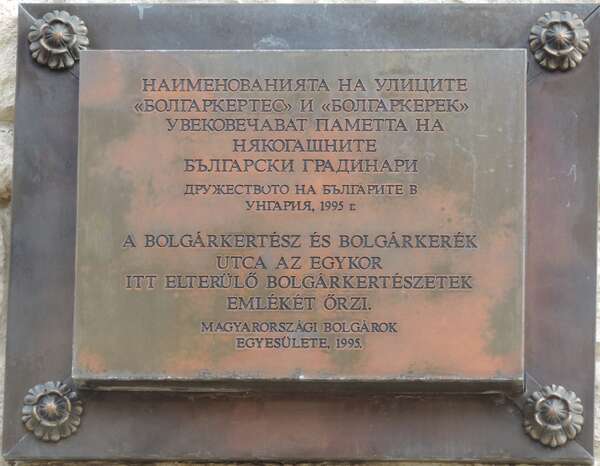 НАИМЕНОВАНИЯТА НА УЛИЦИТЕ
«БОЛГАРКЕРТЕС» И «БОЛГАРКЕРЕК»
УВЕКОВЕЧАВАТ ПАМЕТТА НА
НЯКОГАШНИТЕ
БЪЛГАРСКИ ГРАДИНАРИ
ДРУЖЕСТВОТО НА БЪЛГАРИТЕ В
УНГАРИЯ, 1995 г.
A BOLGÁRKERTÉSZ ÉS BOLGÁRKERÉK
UTCA AZ EGYKOR
ITT ELTERÜLŐ BOLGÁRKERTÉSZETEK
EMLÉKÉT ŐRZI.
MAGYARORSZÁGI BOLGÁROK
EGYESÜLETE, 1995.